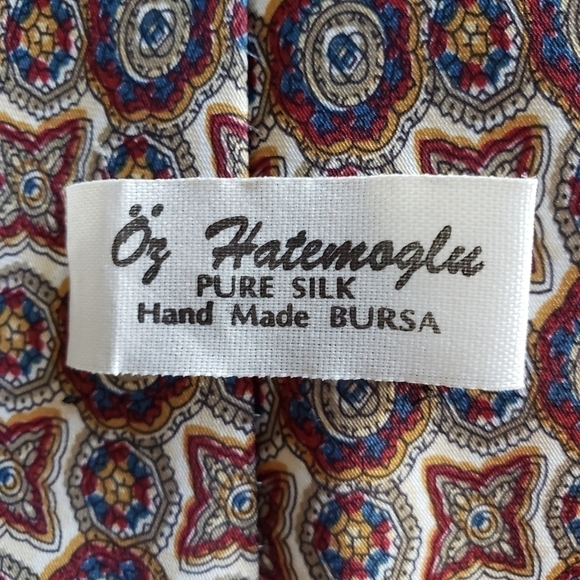 Öz Hatemoglu
PURE SILK
Hand Made BURSA